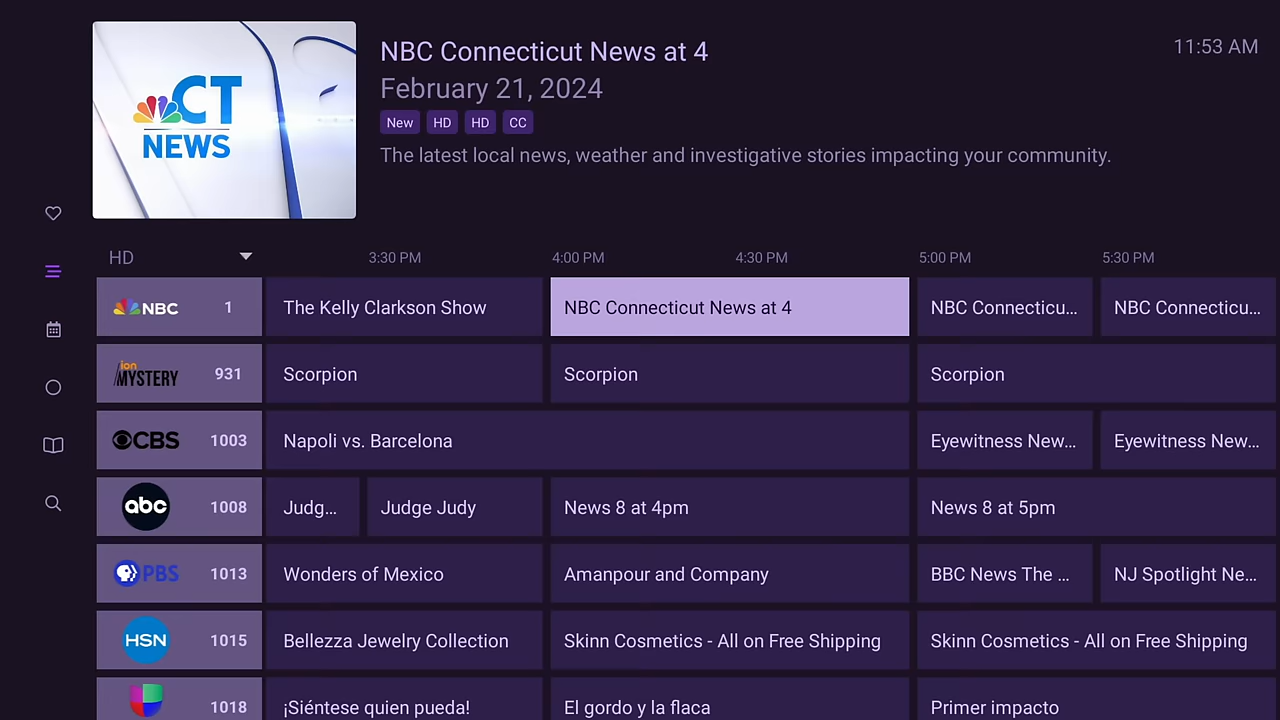 CT
NEWS
NBC Connecticut News at 4
11:53 AM
February 21, 2024
New HD HD CC
The latest local news, weather and investigative stories impacting your community.
HD 3:30 PM 4:00 PM 4:30 PM 5:00 PM 5:30 PM
NBC 1 The Kelly Clarkson Show NBC Connecticut News at 4 NBC Connecticu... NBC Connecticu...
ion MYSTERY 931 Scorpion Scorpion Scorpion
CBS 1003 Napoli vs. Barcelona Eyewitness New... Eyewitness New...
abc 1008 Judg... Judge Judy News 8 at 4pm News 8 at 5pm
PBS 1013 Wonders of Mexico Amanpour and Company BBC News The ... NJ Spotlight Ne...
HSN 1015 Bellezza Jewelry Collection Skinn Cosmetics - All on Free Shipping Skinn Cosmetics - All on Free Shipping
1018 ¡Siéntese quien pueda! El gordo y la flaca Primer impacto